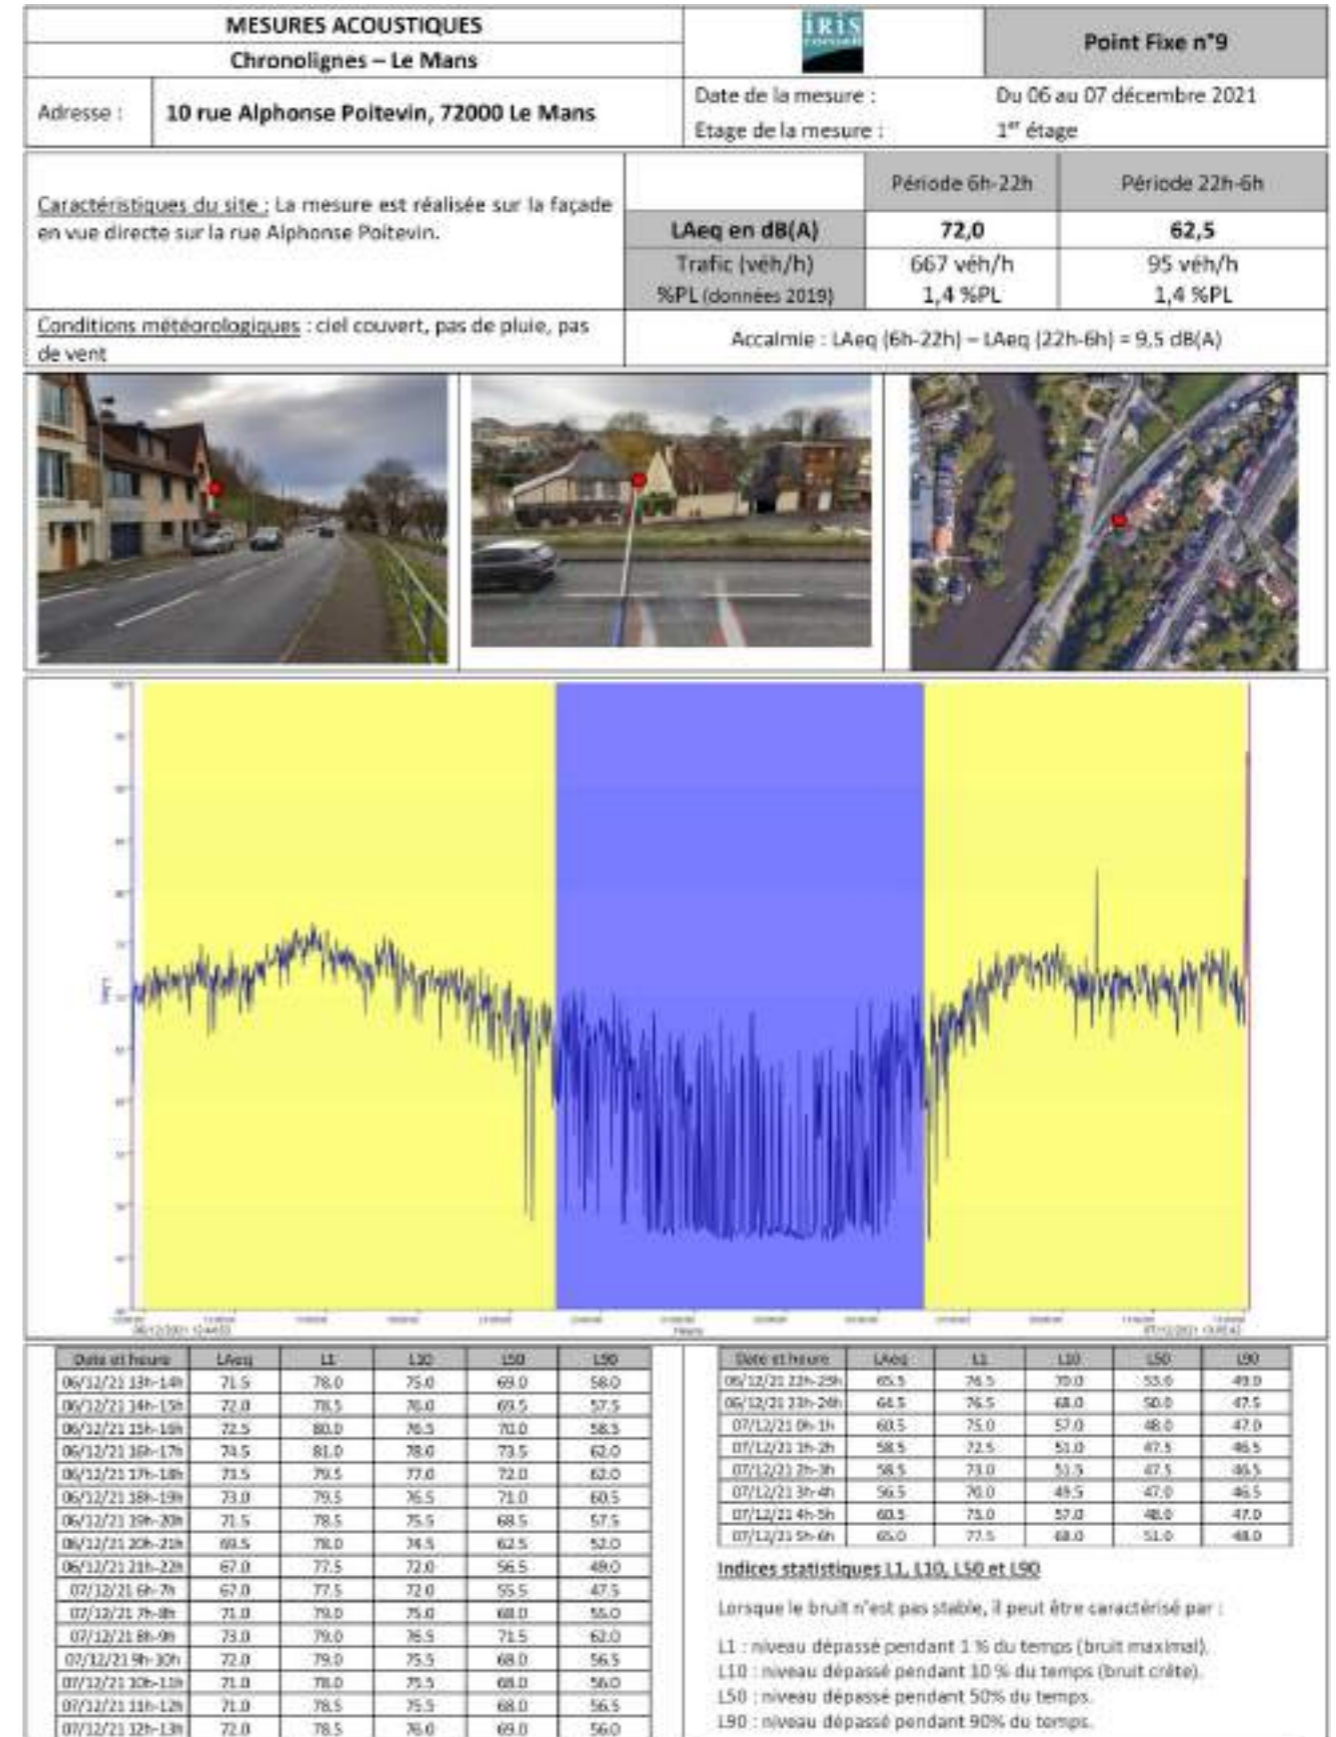 MESURES ACOUSTIQUES
Chronolignes – Le Mans
iRiS
conseil
Point Fixe n°9
Adresse : 10 rue Alphonse Poitevin, 72000 Le Mans
Date de la mesure : Du 06 au 07 décembre 2021
Etage de la mesure : 1er étage
Caractéristiques du site : La mesure est réalisée sur la façade
en vue directe sur la rue Alphonse Poitevin.
Période 6h-22h Période 22h-6h
LAeq en dB(A) 72,0 62,5
Trafic (véh/h) 667 véh/h 95 véh/h
%PL (données 2019) 1,4 %PL 1,4 %PL
Conditions météorologiques : ciel couvert, pas de pluie, pas
de vent
Accalmie : LAeq (6h-22h) – LAeq (22h-6h) = 9,5 dB(A)
Date et heure LAeq L1 L10 L50 L90
06/12/21 13h-14h 71.5 78.0 75.0 69.0 58.0
06/12/21 14h-15h 72.0 78.5 76.0 69.5 57.5
06/12/21 15h-16h 72.5 80.0 76.5 70.0 58.5
06/12/21 16h-17h 74.5 81.0 78.0 73.5 62.0
06/12/21 17h-18h 73.5 79.5 77.0 72.0 62.0
06/12/21 18h-19h 73.0 79.5 76.5 71.0 60.5
06/12/21 19h-20h 71.5 78.5 75.5 68.5 57.5
06/12/21 20h-21h 69.5 78.0 74.5 62.5 52.0
06/12/21 21h-22h 67.0 77.5 72.0 56.5 49.0
07/12/21 6h-7h 67.0 77.5 72.0 55.5 47.5
07/12/21 7h-8h 71.0 79.0 75.0 68.0 55.0
07/12/21 8h-9h 73.0 79.0 76.5 71.5 62.0
07/12/21 9h-10h 72.0 79.0 75.5 68.0 56.5
07/12/21 10h-11h 71.0 78.0 75.5 68.0 56.0
07/12/21 11h-12h 71.0 78.5 75.5 68.0 56.5
07/12/21 12h-13h 72.0 78.5 76.0 69.0 56.0
Date et heure LAeq L1 L10 L50 L90
06/12/21 22h-23h 65.5 76.5 70.0 53.0 49.0
06/12/21 23h-24h 64.5 76.5 68.0 50.0 47.5
07/12/21 0h-1h 60.5 75.0 57.0 48.0 47.0
07/12/21 1h-2h 58.5 72.5 51.0 47.5 46.5
07/12/21 2h-3h 58.5 73.0 51.5 47.5 46.5
07/12/21 3h-4h 56.5 70.0 49.5 47.0 46.5
07/12/21 4h-5h 60.5 75.0 57.0 48.0 47.0
07/12/21 5h-6h 65.0 77.5 68.0 51.0 48.0
Indices statistiques L1, L10, L50 et L90
Lorsque le bruit n'est pas stable, il peut être caractérisé par :
L1 : niveau dépassé pendant 1 % du temps (bruit maximal).
L10 : niveau dépassé pendant 10 % du temps (bruit crête).
L50 : niveau dépassé pendant 50% du temps.
L90 : niveau dépassé pendant 90% du temps.